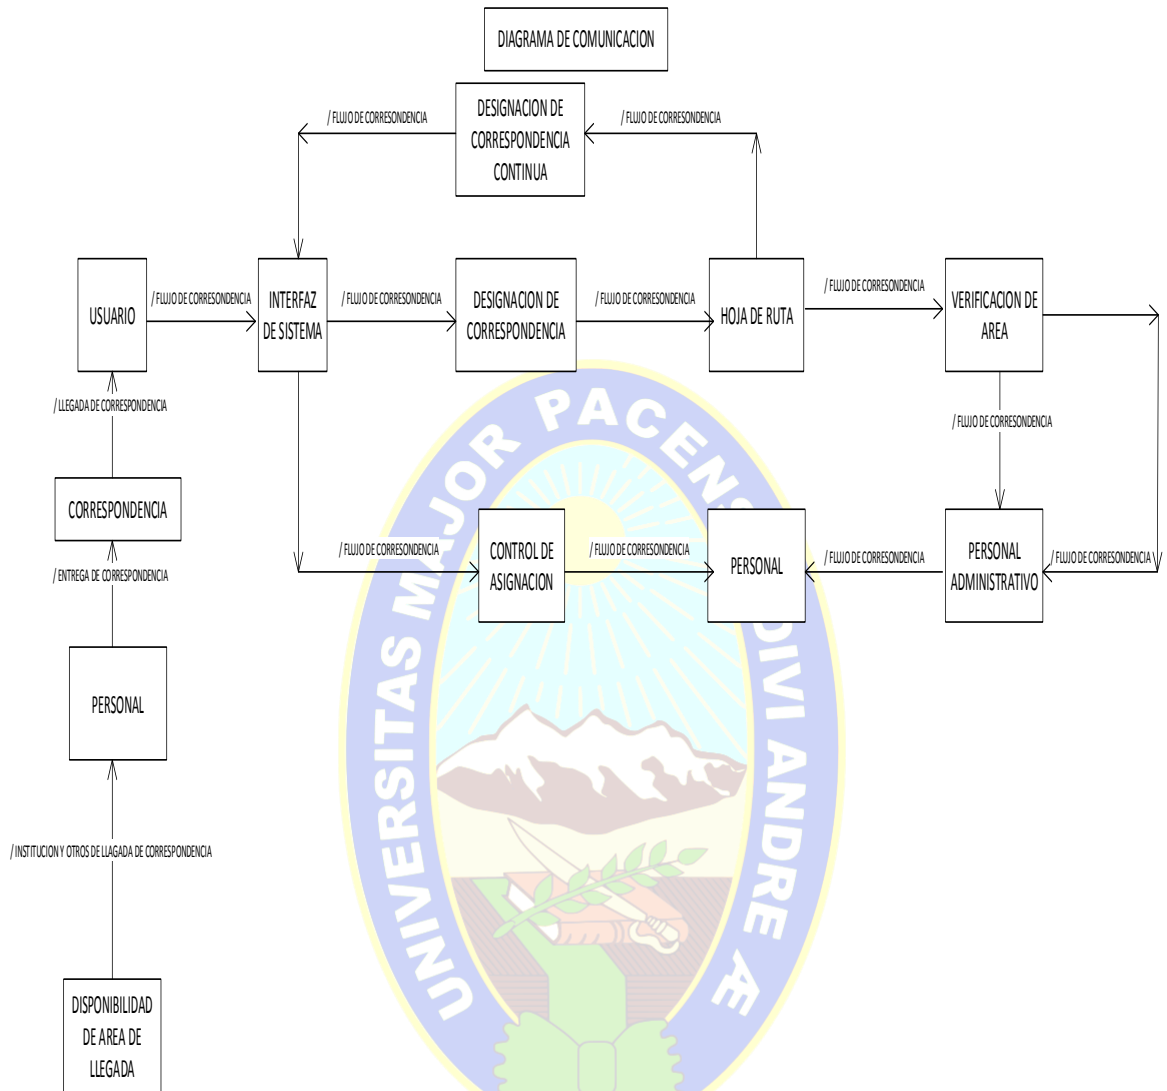 DIAGRAMA DE COMUNICACION
DESIGNACION DE
CORRESPONDENCIA
CONTINUA
/ FLUJO DE CORRESONDENCIA
/ FLUJO DE CORRESONDENCIA
USUARIO
/ FLUJO DE CORRESONDENCIA
INTERFAZ
DE SISTEMA
/ FLUJO DE CORRESONDENCIA
DESIGNACION DE
CORRESPONDENCIA
/ FLUJO DE CORRESONDENCIA
HOJA DE RUTA
/ FLUJO DE CORRESONDENCIA
VERIFICACION DE
AREA
/ LLEGADA DE CORRESPONDENCIA
/ FLUJO DE CORRESONDENCIA
CORRESPONDENCIA
/ ENTREGA DE CORRESPONDENCIA
/ FLUJO DE CORRESONDENCIA
CONTROL DE
ASIGNACION
/ FLUJO DE CORRESONDENCIA
PERSONAL
/ FLUJO DE CORRESONDENCIA
PERSONAL
ADMINISTRATIVO
/ FLUJO DE CORRESONDENCIA
PERSONAL
/ INSTITUCION Y OTROS DE LLAGADA DE CORRESPONDENCIA
DISPONIBILIDAD
DE AREA DE
LLEGADA
UNIVERSITAS MAJOR PACENSIS DIVI ANDRE Æ